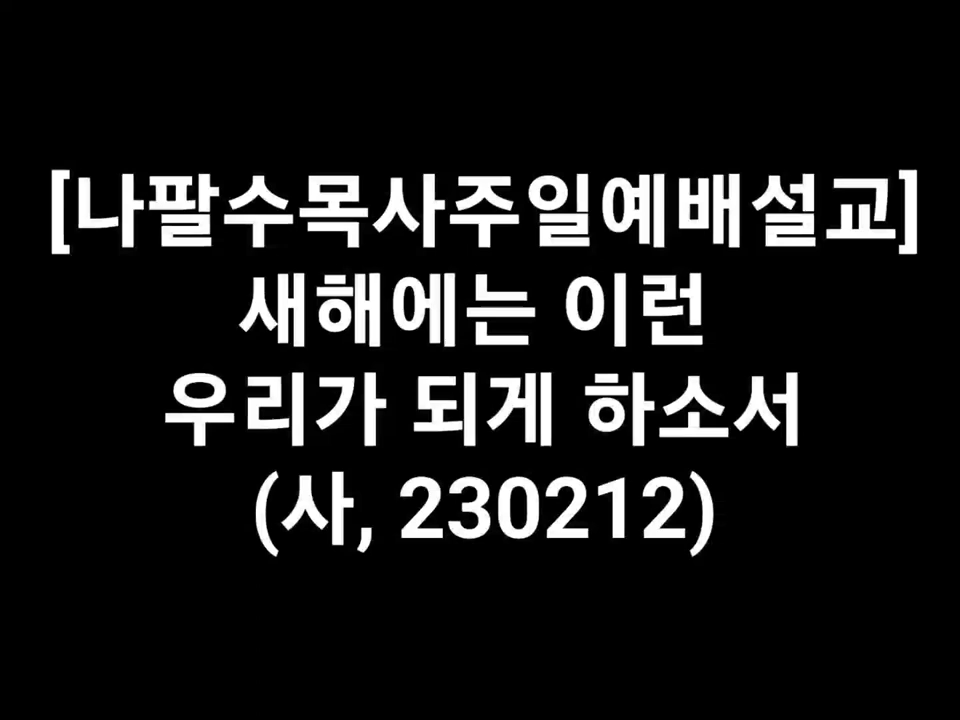 [나팔수목사주일예배설교]
새해에는 이런
우리가 되게 하소서
(사, 230212)